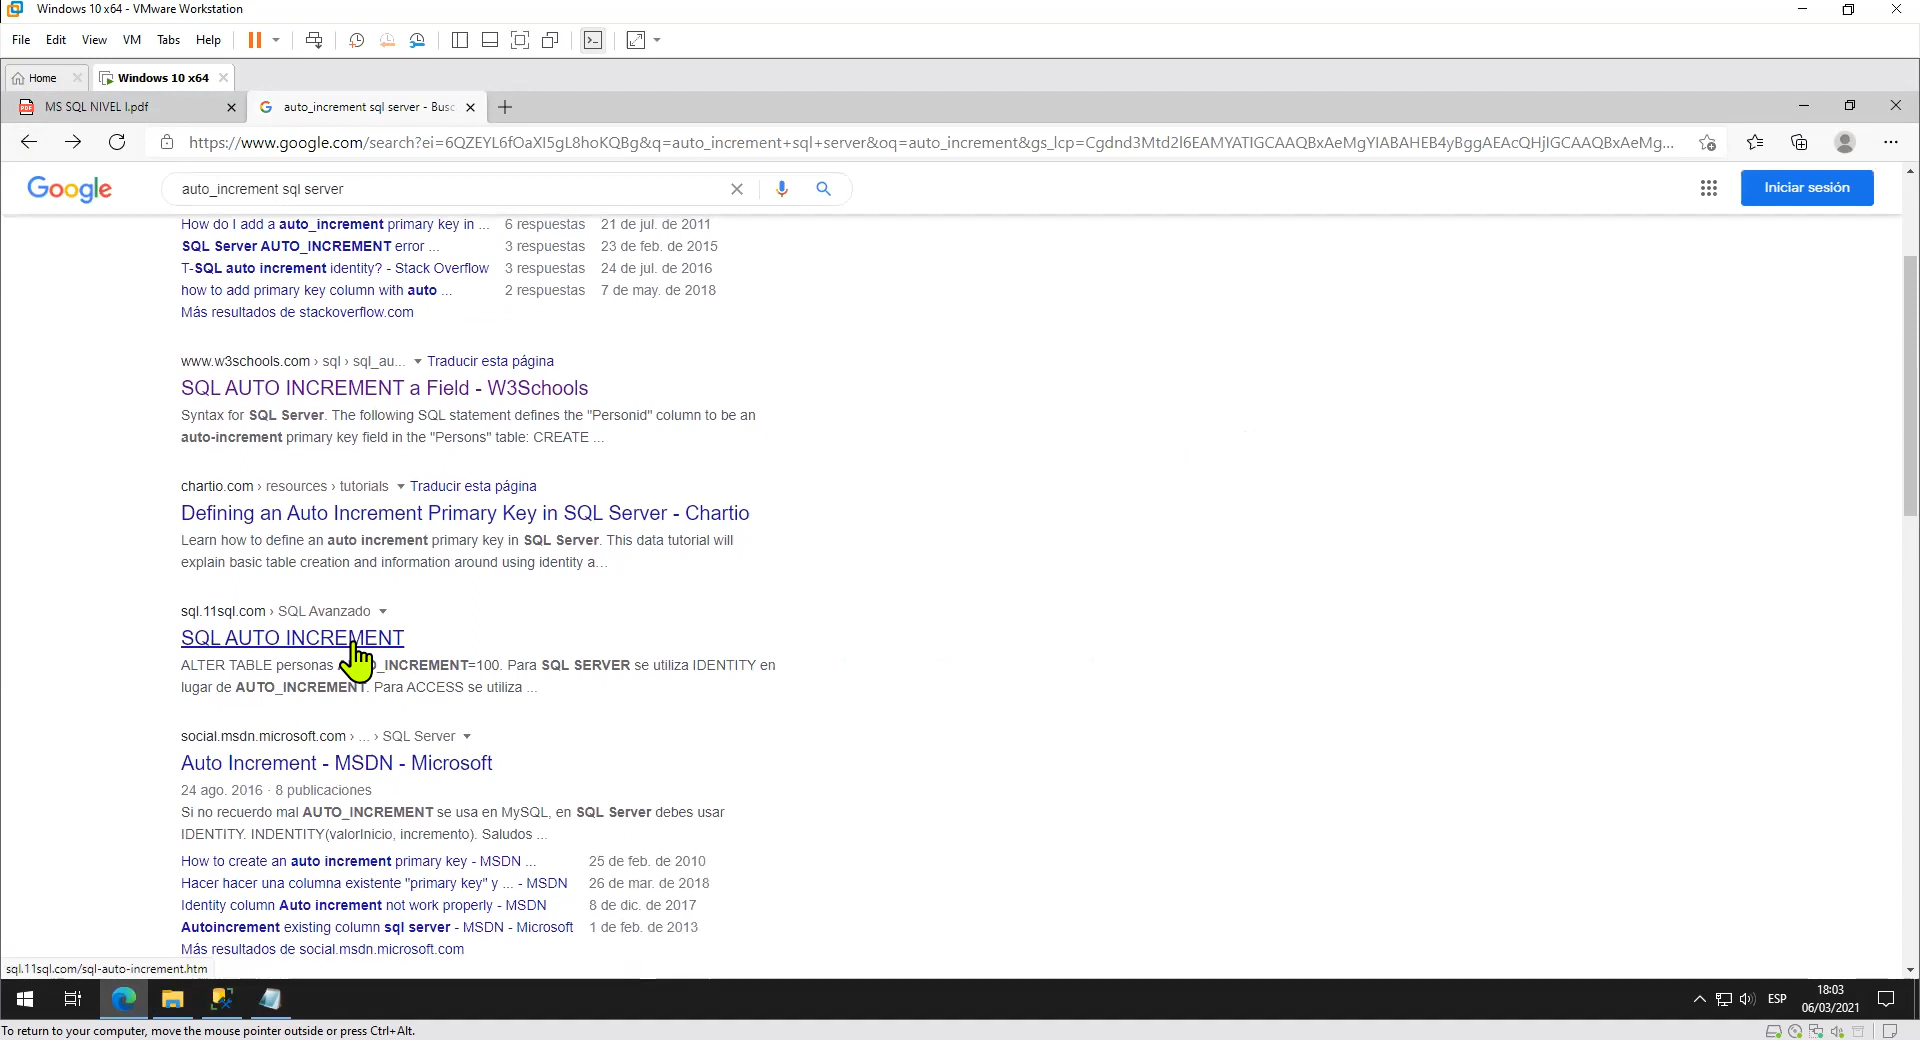 Windows 10 x64 - VMware Workstation
File Edit View VM Tabs Help
Home Windows 10 x64
MS SQL NIVEL I.pdf auto_increment sql server - Busc
https://www.google.com/search?ei=6QZEYL6fOaXI5gL8hoKQBg&q=auto_increment+sql+server&oq=auto_increment&gs_lcp=Cgdnd3Mtd2l6EAMYATIGCAAQBxAeMgYIABAHEB4yBggAEAcQHjIGCAAQBxAeMg...
Google auto_increment sql server Iniciar sesión
How do I add a auto_increment primary key in ... 6 respuestas 21 de jul. de 2011
SQL Server AUTO_INCREMENT error ... 3 respuestas 23 de feb. de 2015
T-SQL auto increment identity? - Stack Overflow 3 respuestas 24 de jul. de 2016
how to add primary key column with auto ... 2 respuestas 7 de may. de 2018
Más resultados de stackoverflow.com
www.w3schools.com › sql › sql_au... Traducir esta página
SQL AUTO INCREMENT a Field - W3Schools
Syntax for SQL Server. The following SQL statement defines the "Personid" column to be an
auto-increment primary key field in the "Persons" table: CREATE ...
chartio.com › resources › tutorials Traducir esta página
Defining an Auto Increment Primary Key in SQL Server - Chartio
Learn how to define an auto increment primary key in SQL Server. This data tutorial will
explain basic table creation and information around using identity a...
sql.11sql.com › SQL Avanzado
SQL AUTO INCREMENT
ALTER TABLE personas _INCREMENT=100. Para SQL SERVER se utiliza IDENTITY en
lugar de AUTO_INCREMENT. Para ACCESS se utiliza ...
social.msdn.microsoft.com › ... › SQL Server
Auto Increment - MSDN - Microsoft
24 ago. 2016 · 8 publicaciones
Si no recuerdo mal AUTO_INCREMENT se usa en MySQL, en SQL Server debes usar
IDENTITY. INDENTITY(valorInicio, incremento). Saludos ...
How to create an auto increment primary key - MSDN ... 25 de feb. de 2010
Hacer hacer una columna existente "primary key" y ... - MSDN 26 de mar. de 2018
Identity column Auto increment not work properly - MSDN 8 de dic. de 2017
Autoincrement existing column sql server - MSDN - Microsoft 1 de feb. de 2013
Más resultados de social.msdn.microsoft.com
sql.11sql.com/sql-auto-increment.htm
ESP 18:03
06/03/2021
To return to your computer, move the mouse pointer outside or press Ctrl+Alt.